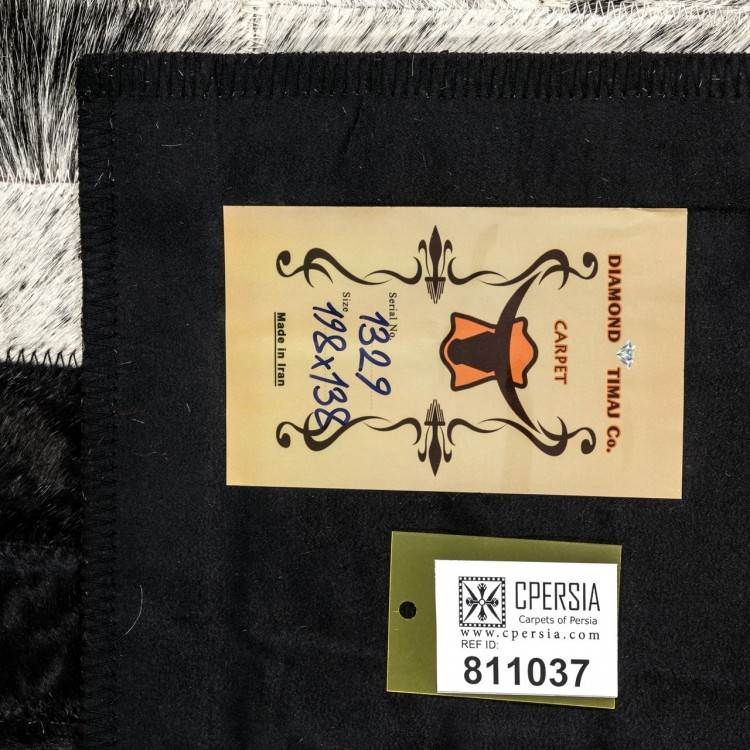 DIAMOND TIMAJ Co.
CARPET
Serial No.
1329
Size
198x138
Made in Iran
CPERSIA
Carpets of Persia
www.cpersia.com
REF ID:
811037